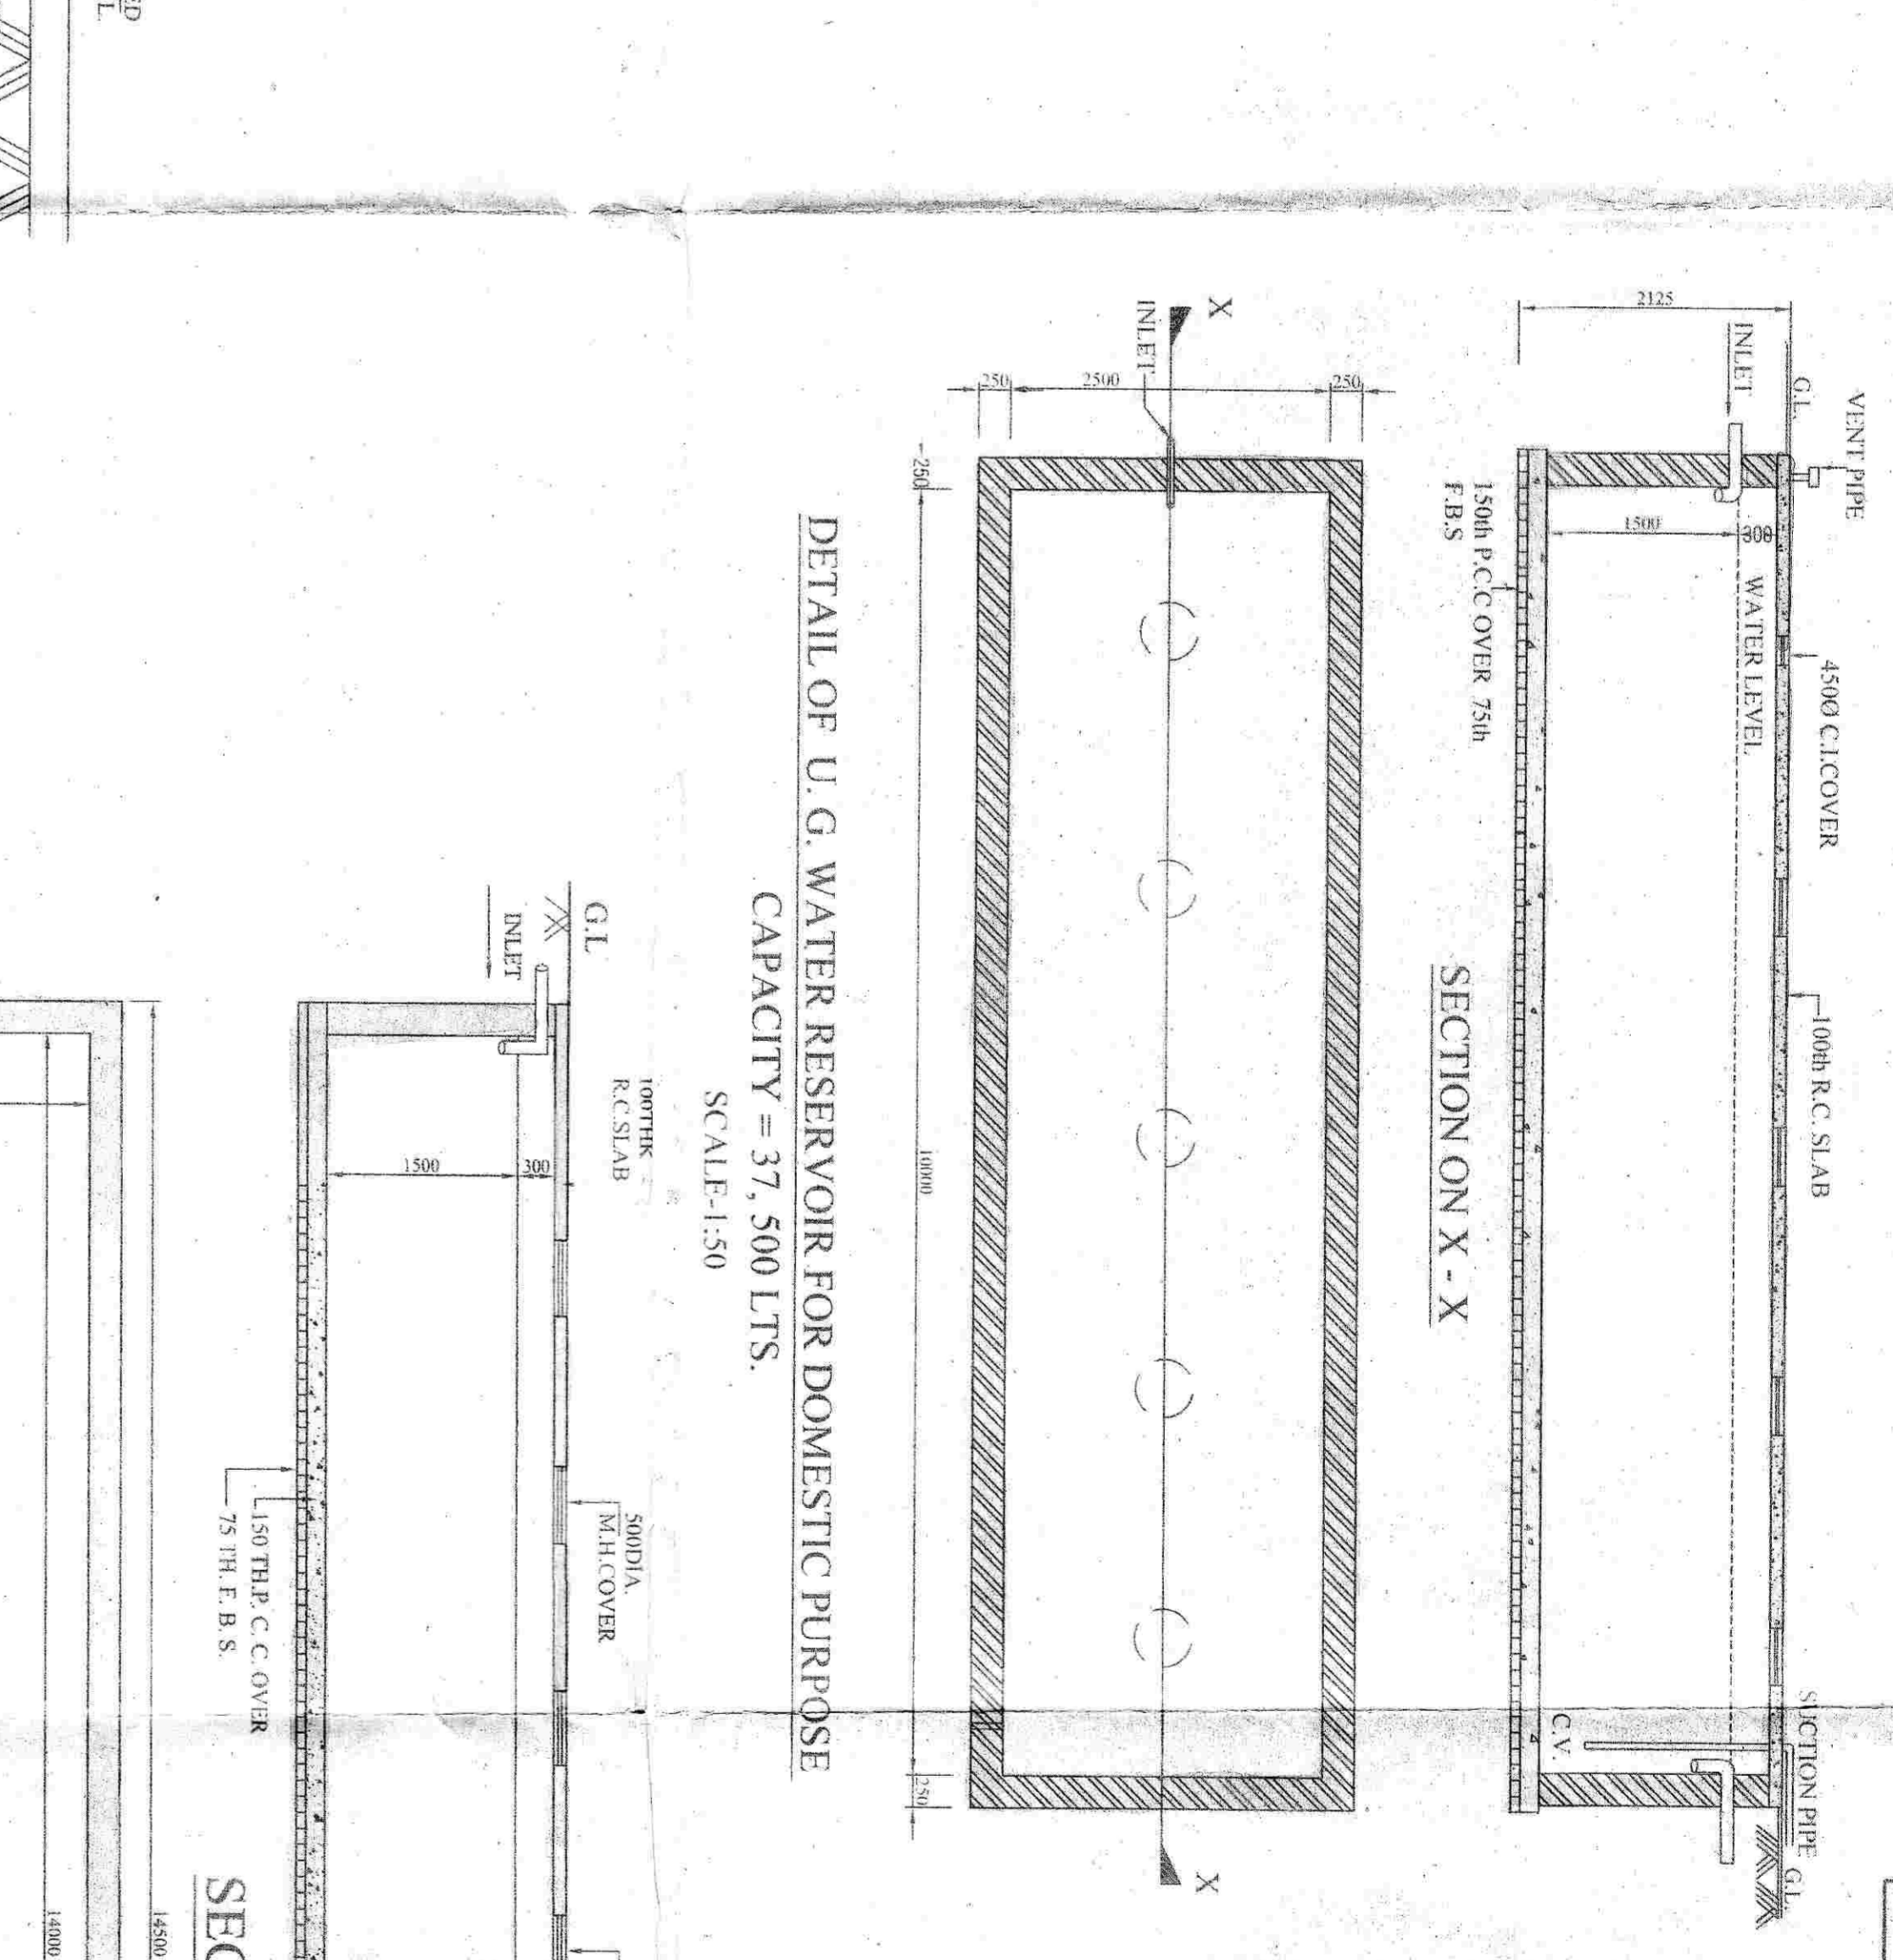 VENT PIPE
G.L.
INLET
2125
4500 C.I.COVER
100th R.C. SLAB
SUCTION PIPE
G.L.
1500
300
WATER LEVEL
C.V.
150th P.C.C OVER 75th
F.B.S
SECTION ON X - X
X
INLET
250
2500
250
250
10000
250
X
DETAIL OF U. G. WATER RESERVOIR FOR DOMESTIC PURPOSE
CAPACITY = 37, 500 LTS.
SCALE-1:50
G.L
INLET
100THK
R.C.SLAB
500DIA.
M.H.COVER
1500
300
150 TH.P. C. C. OVER
75 TH. F. B. S.
SEC
14500
14000
ED
L.